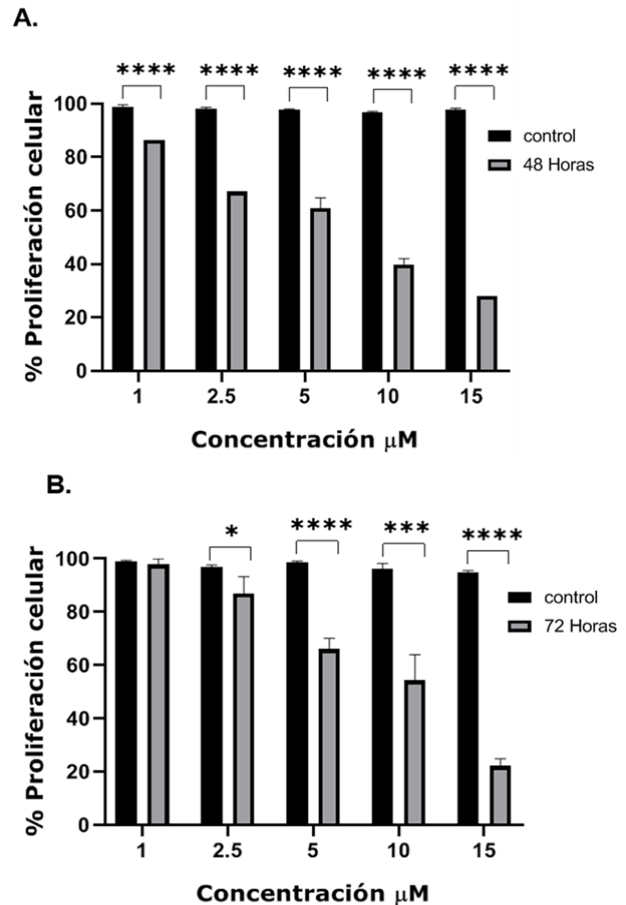 A.
**** **** **** **** ****
% Proliferación celular
100
80
60
40
20
0
control
48 Horas
1 2.5 5 10 15
Concentración μM
B.
* **** *** ****
% Proliferación celular
100
80
60
40
20
0
control
72 Horas
1 2.5 5 10 15
Concentración μM